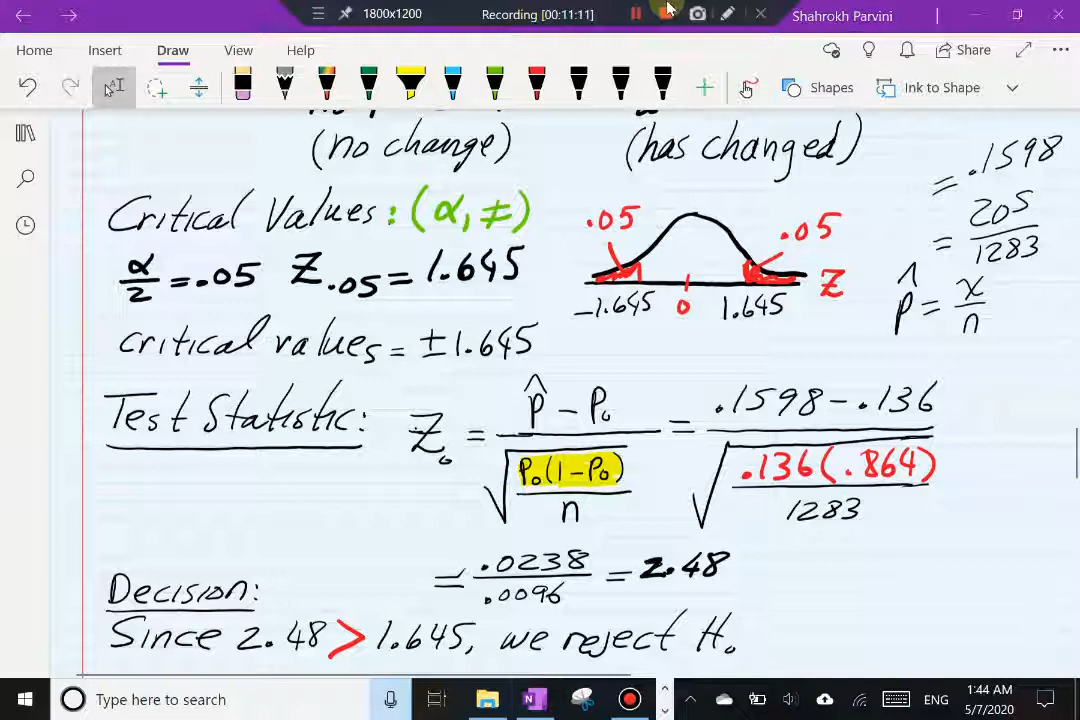 1800x1200 Recording [00:11:11] Shahrokh Parvini
Home Insert Draw View Help Share
Shapes Ink to Shape
(no change) (has changed)
= .1598
= 205/1283
p̂ = x/n
Critical Values: (α, ≠)
α/2 = .05 Z.05 = 1.645
.05 .05
-1.645 0 1.645 Z
critical values = ±1.645
Test Statistic: Z₀ = (p̂ - P₀)/√(P₀(1-P₀)/n) = (.1598 - .136)/√(.136(.864)/1283)
= .0238/.0096 = 2.48
Decision:
Since 2.48 > 1.645, we reject H₀
Type here to search
ENG
1:44 AM
5/7/2020